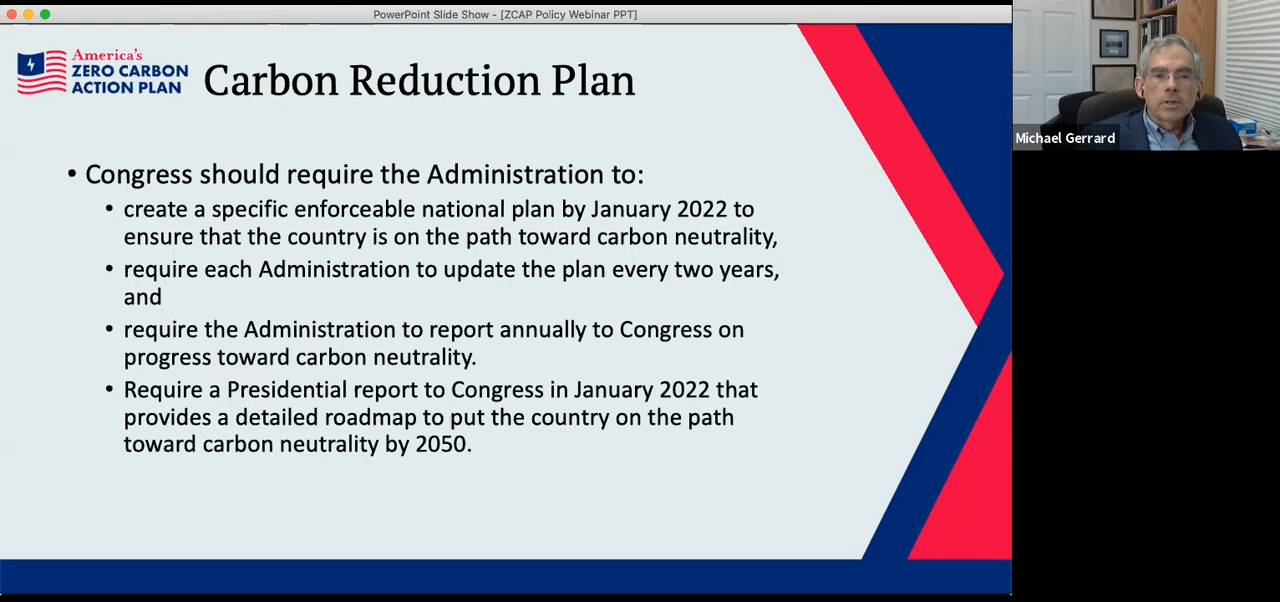 PowerPoint Slide Show - [ZCAP Policy Webinar PPT]
America's
ZERO CARBON
ACTION PLAN
Carbon Reduction Plan
Michael Gerrard
• Congress should require the Administration to:
• create a specific enforceable national plan by January 2022 to
ensure that the country is on the path toward carbon neutrality,
• require each Administration to update the plan every two years,
and
• require the Administration to report annually to Congress on
progress toward carbon neutrality.
• Require a Presidential report to Congress in January 2022 that
provides a detailed roadmap to put the country on the path
toward carbon neutrality by 2050.